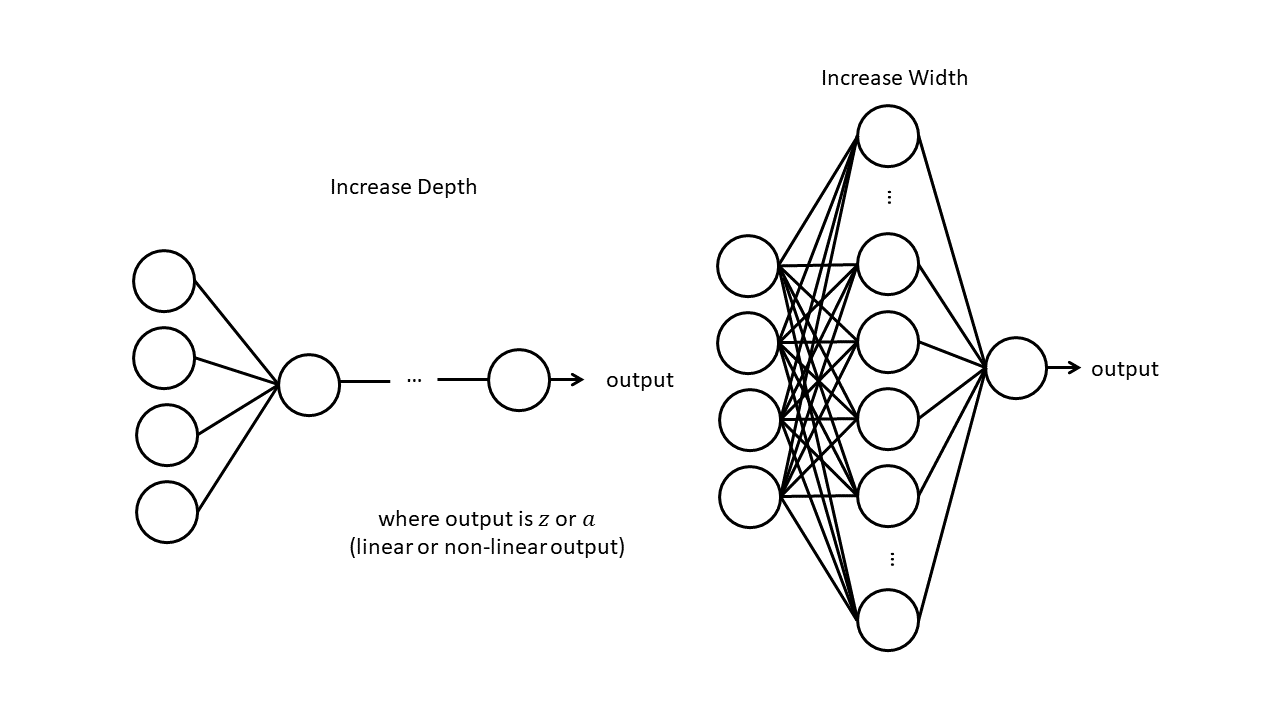 Increase Width
Increase Depth
...
...
output
output
where output is z or a
(linear or non-linear output)
...